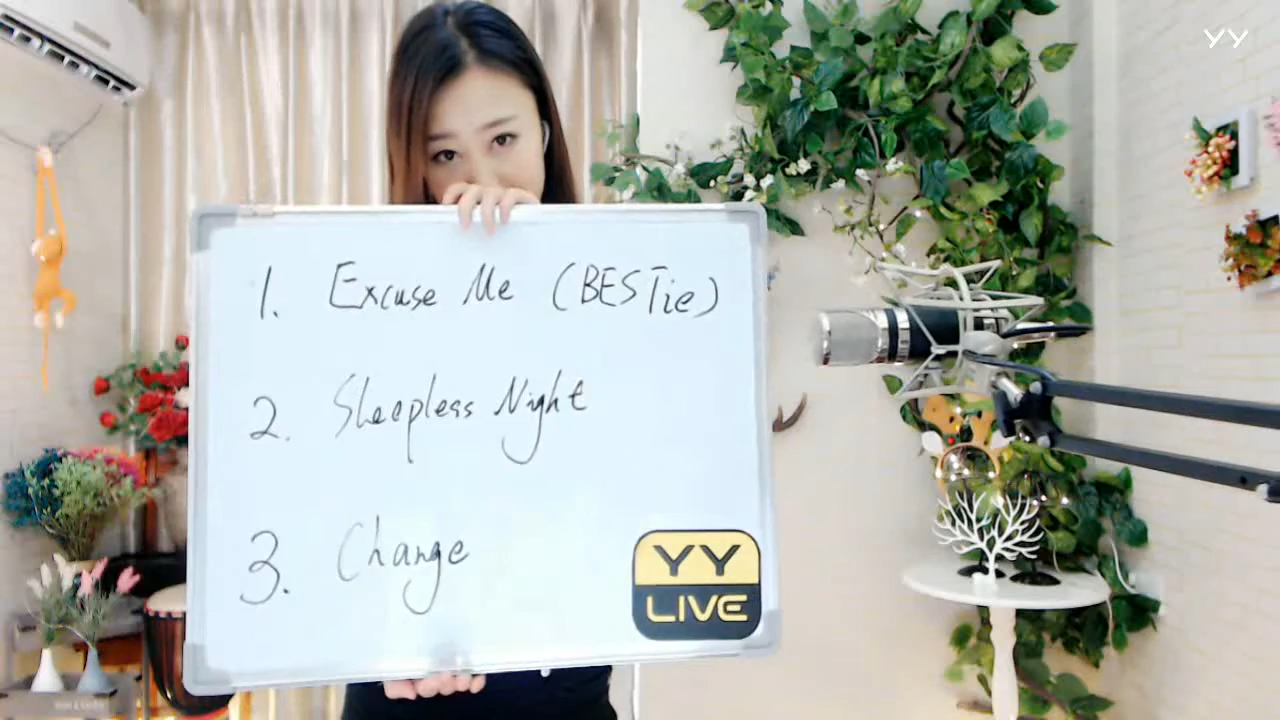 YY
1. Excuse Me (BESTie)
2. Sleepless Night
3. Change
YY
LIVE